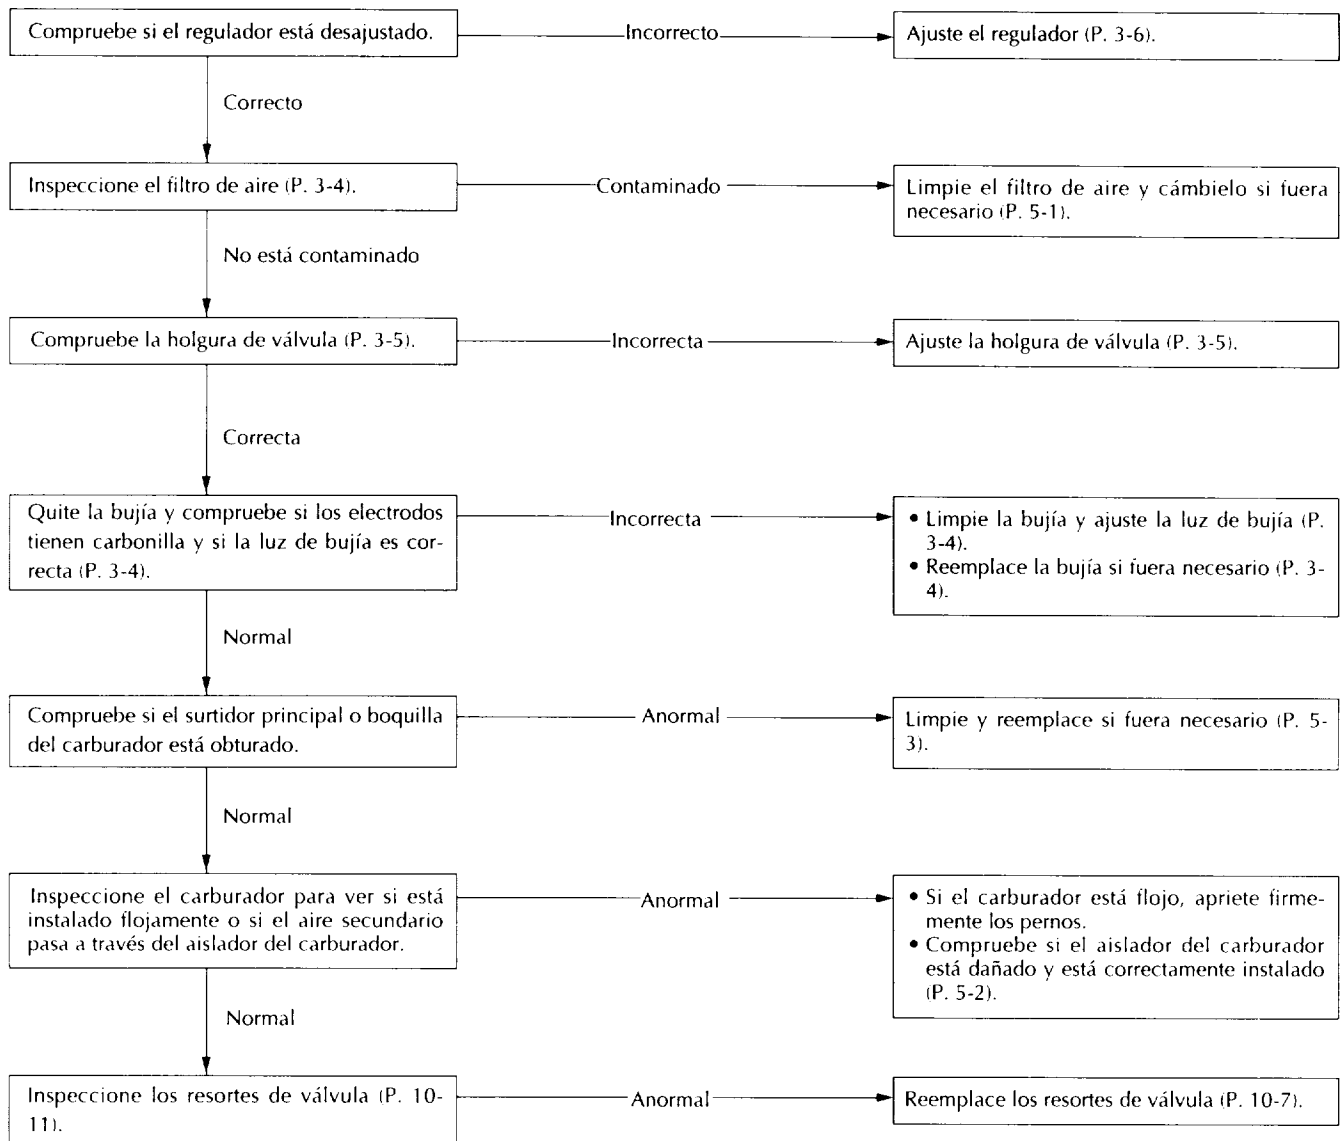 Compruebe si el regulador está desajustado.
Incorrecto
Ajuste el regulador (P. 3-6).
Correcto
Inspeccione el filtro de aire (P. 3-4).
Contaminado
Limpie el filtro de aire y cámbielo si fuera
necesario (P. 5-1).
No está contaminado
Compruebe la holgura de válvula (P. 3-5).
Incorrecta
Ajuste la holgura de válvula (P. 3-5).
Correcta
Quite la bujía y compruebe si los electrodos
tienen carbonilla y si la luz de bujía es cor-
recta (P. 3-4).
Incorrecta
• Limpie la bujía y ajuste la luz de bujía (P.
3-4).
• Reemplace la bujía si fuera necesario (P. 3-
4).
Normal
Compruebe si el surtidor principal o boquilla
del carburador está obturado.
Anormal
Limpie y reemplace si fuera necesario (P. 5-
3).
Normal
Inspeccione el carburador para ver si está
instalado flojamente o si el aire secundario
pasa a través del aislador del carburador.
Anormal
• Si el carburador está flojo, apriete firme-
mente los pernos.
• Compruebe si el aislador del carburador
está dañado y está correctamente instalado
(P. 5-2).
Normal
Inspeccione los resortes de válvula (P. 10-
11).
Anormal
Reemplace los resortes de válvula (P. 10-7).